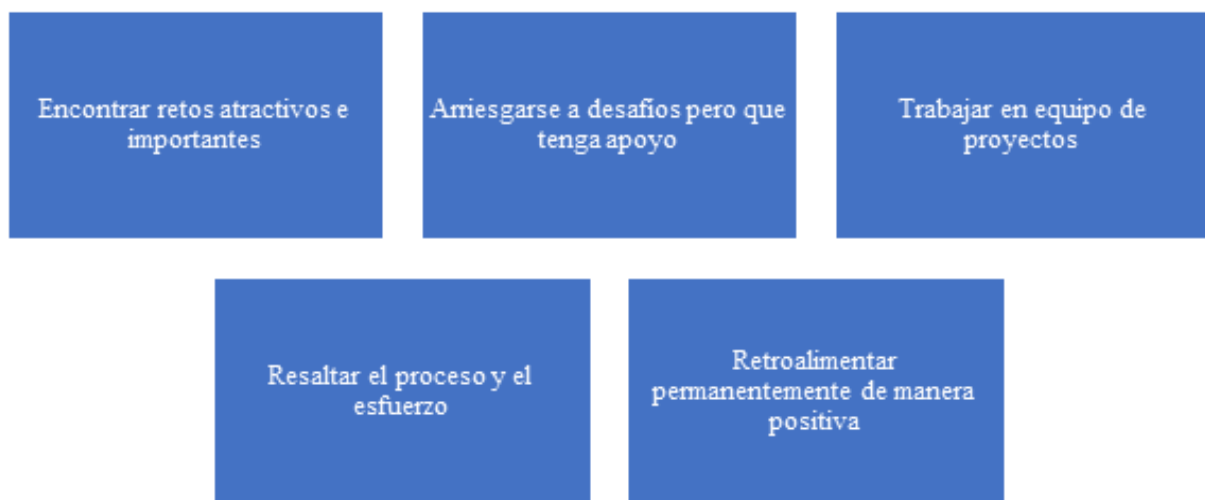 Encontrar retos atractivos e
importantes
Arriesgarse a desafíos pero que
tenga apoyo
Trabajar en equipo de
proyectos
Resaltar el proceso y el
esfuerzo
Retroalimentar
permanentemente de manera
positiva